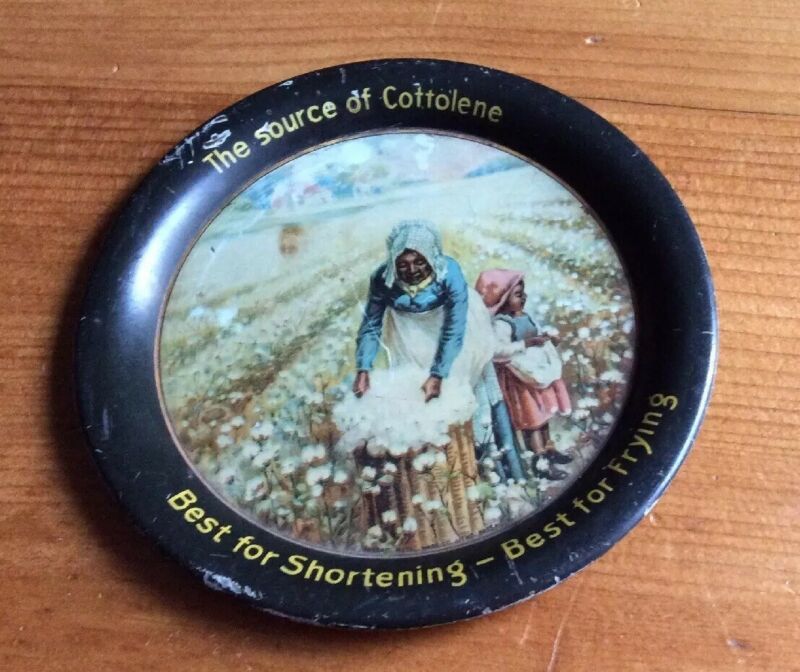 The Source of Cottolene
Best for Shortening – Best for Frying